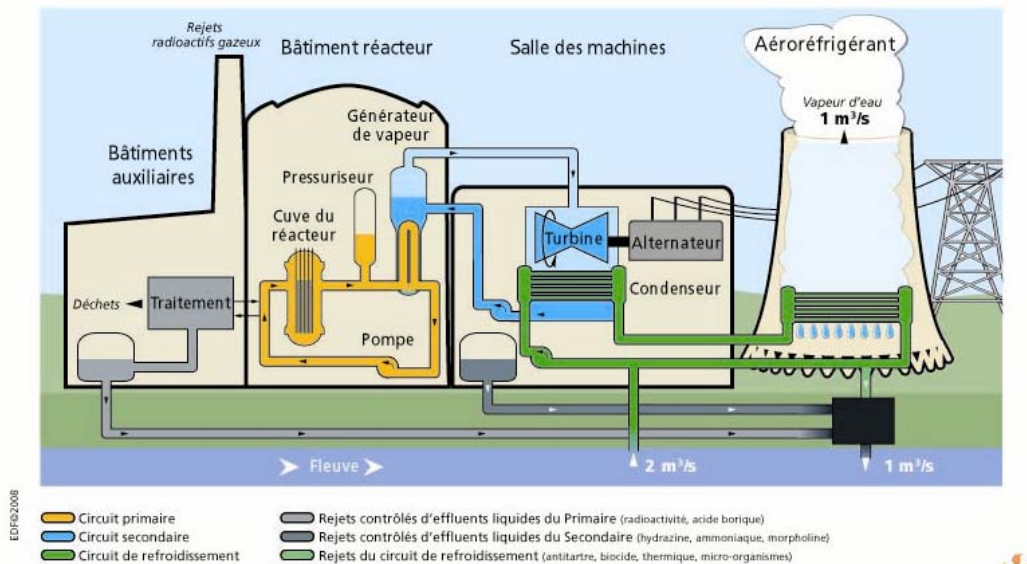 Rejets
radioactifs gazeux
Bâtiment réacteur
Salle des machines
Aéroréfrigérant
Vapeur d'eau
1 m³/s
Générateur
de vapeur
Bâtiments
auxiliaires
Pressuriseur
Cuve du
réacteur
Turbine
Alternateur
Condenseur
Déchets
Traitement
Pompe
Fleuve
2 m³/s
1 m³/s
EDF©2008
Circuit primaire
Circuit secondaire
Circuit de refroidissement
Rejets contrôlés d'effluents liquides du Primaire (radioactivité, acide borique)
Rejets contrôlés d'effluents liquides du Secondaire (hydrazine, ammoniaque, morpholine)
Rejets du circuit de refroidissement (antitartre, biocide, thermique, micro-organismes)